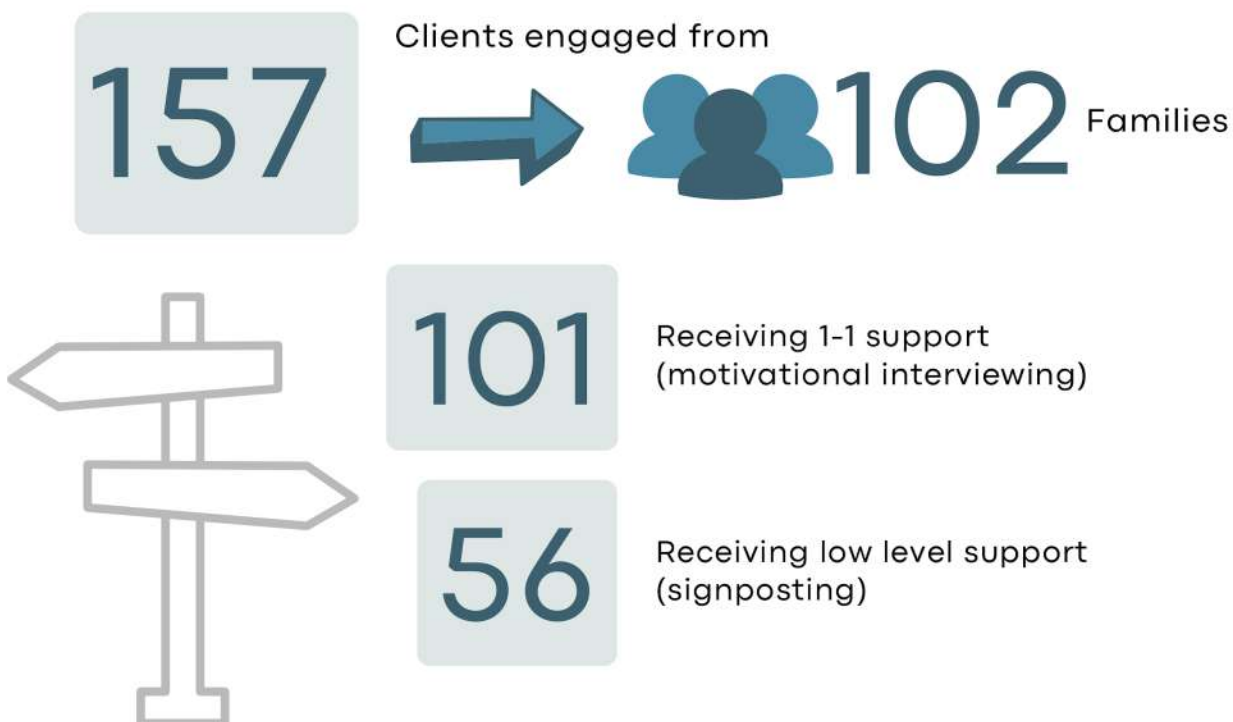 157
Clients engaged from
102
Families
101
Receiving 1-1 support
(motivational interviewing)
56
Receiving low level support
(signposting)